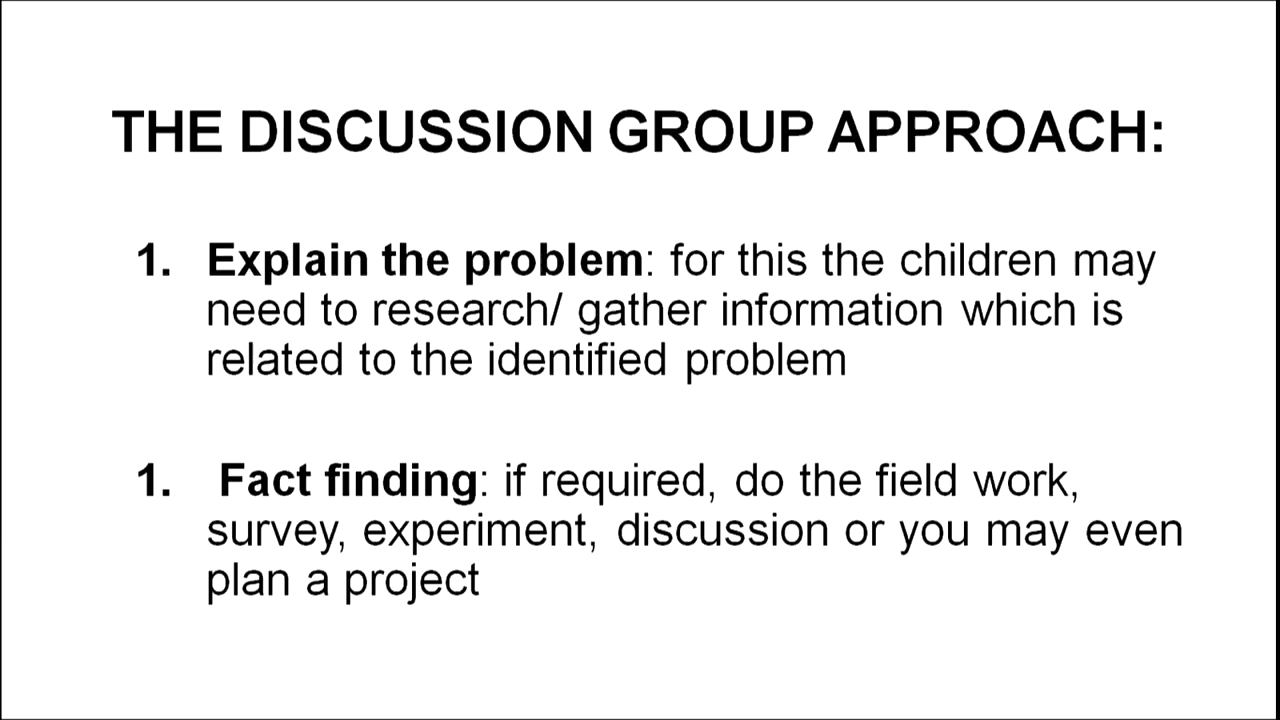 THE DISCUSSION GROUP APPROACH:
1. Explain the problem: for this the children may
need to research/ gather information which is
related to the identified problem
1. Fact finding: if required, do the field work,
survey, experiment, discussion or you may even
plan a project